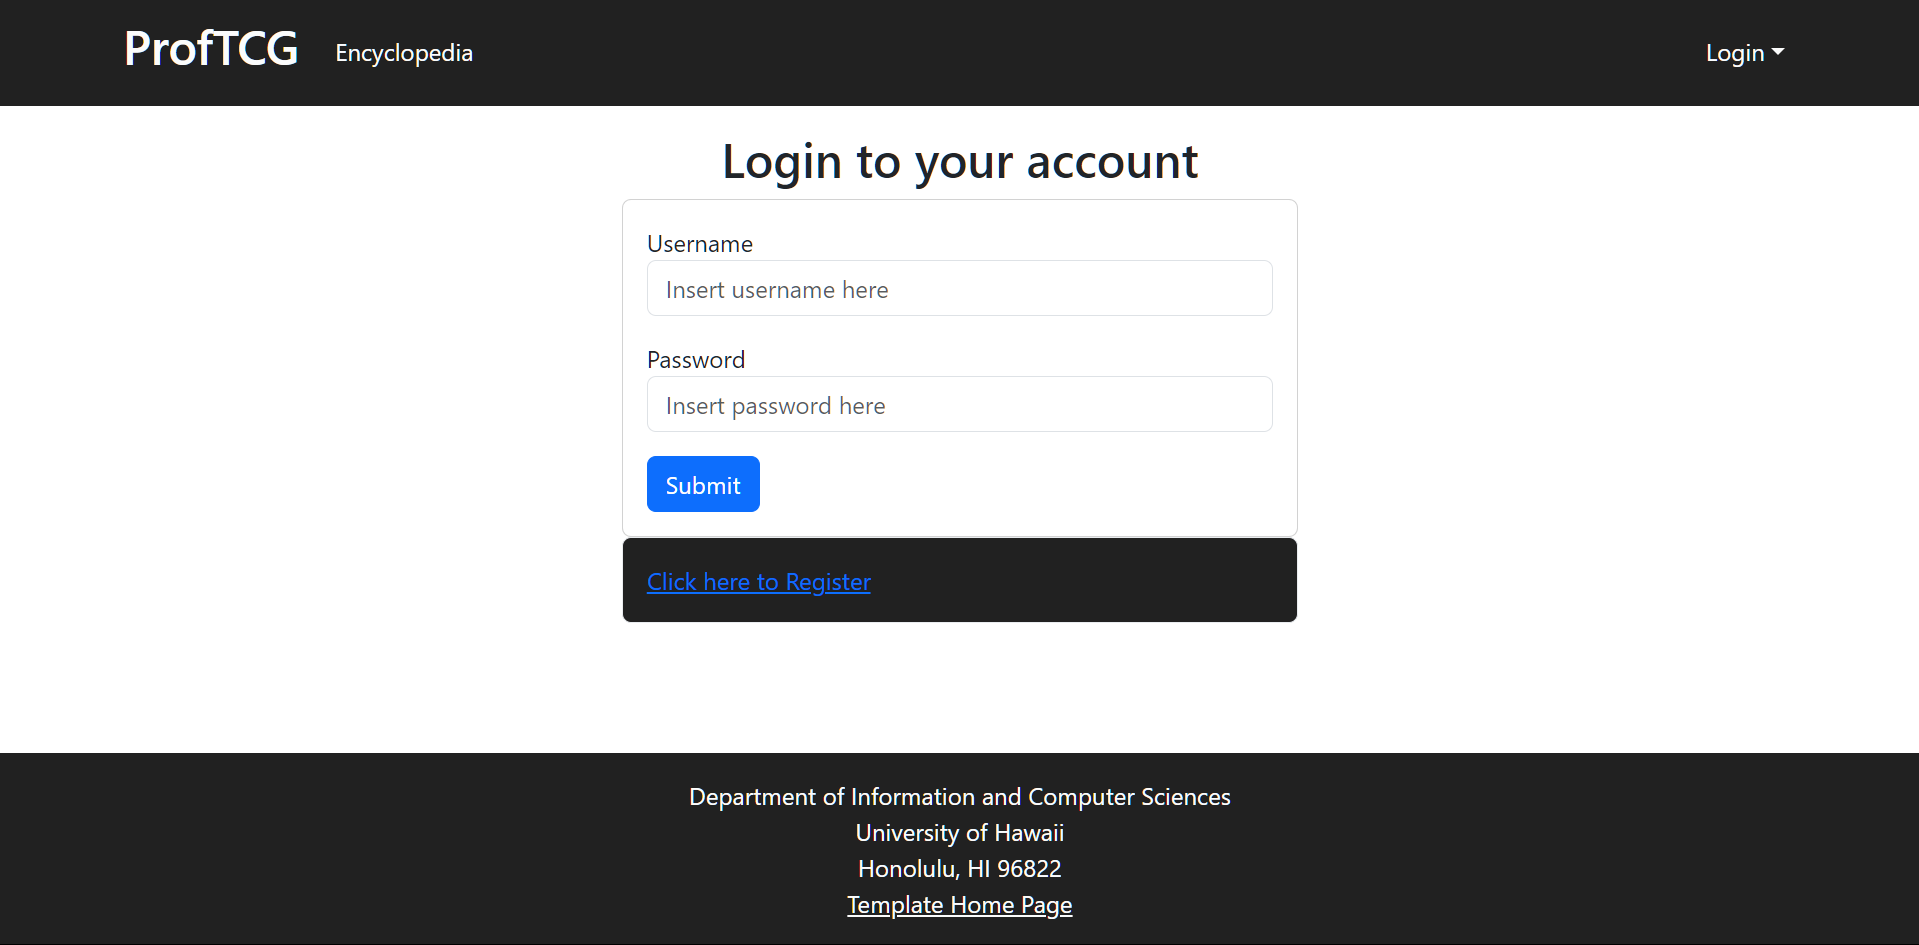 ProfTCG Encyclopedia Login
Login to your account
Username
Insert username here
Password
Insert password here
Submit
Click here to Register
Department of Information and Computer Sciences
University of Hawaii
Honolulu, HI 96822
Template Home Page